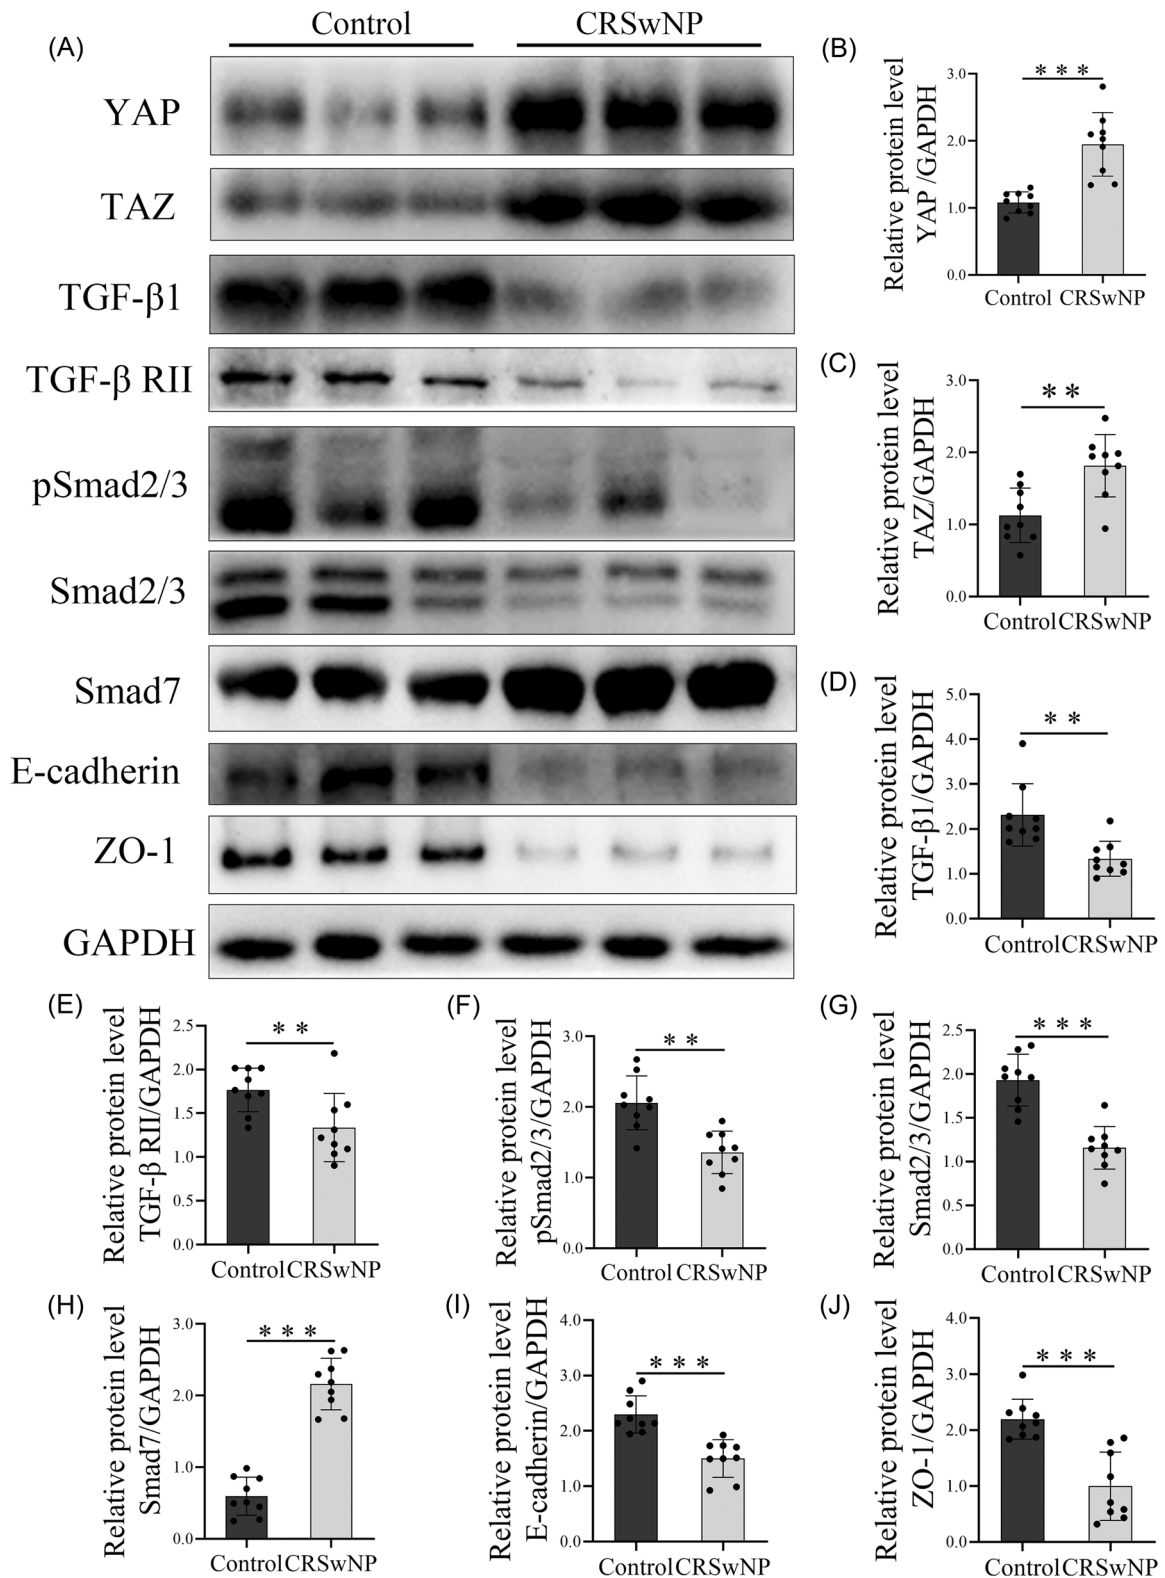 (A)
Control CRSwNP
YAP
TAZ
TGF-β1
TGF-β RII
pSmad2/3
Smad2/3
Smad7
E-cadherin
ZO-1
GAPDH
(B)
Relative protein level
YAP /GAPDH
3.0
2.0
1.0
0.0
***
Control CRSwNP
(C)
Relative protein level
TAZ/GAPDH
3.0
2.0
1.0
0.0
**
Control CRSwNP
(D)
Relative protein level
TGF-β1/GAPDH
5.0
4.0
3.0
2.0
1.0
0.0
**
Control CRSwNP
(E)
Relative protein level
TGF-β RII/GAPDH
2.5
2.0
1.5
1.0
0.5
0.0
**
Control CRSwNP
(F)
Relative protein level
pSmad2/3/GAPDH
3.0
2.0
1.0
0.0
**
Control CRSwNP
(G)
Relative protein level
Smad2/3/GAPDH
2.5
2.0
1.5
1.0
0.5
0.0
***
Control CRSwNP
(H)
Relative protein level
Smad7/GAPDH
3.0
2.0
1.0
0.0
***
Control CRSwNP
(I)
Relative protein level
E-cadherin/GAPDH
4.0
3.0
2.0
1.0
0.0
***
Control CRSwNP
(J)
Relative protein level
ZO-1/GAPDH
4.0
3.0
2.0
1.0
0.0
***
Control CRSwNP